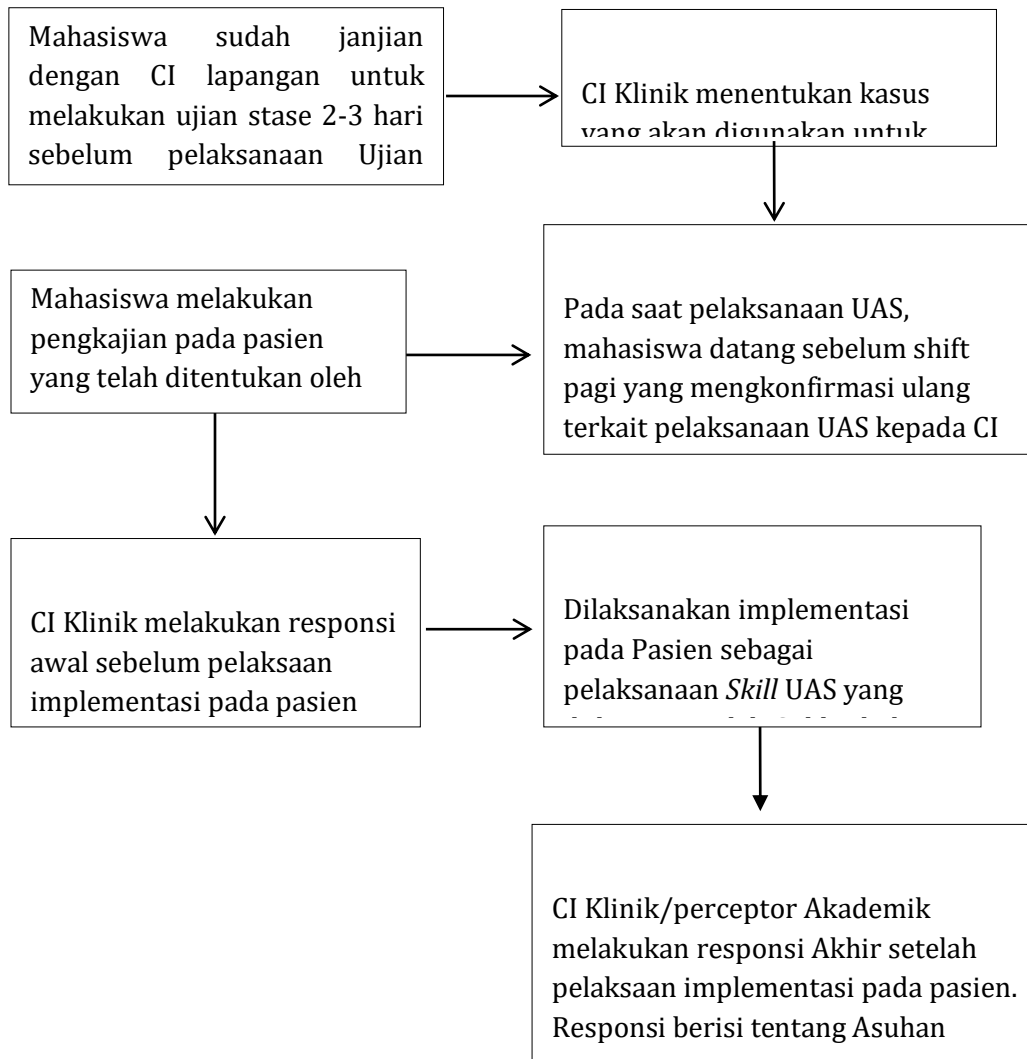 Mahasiswa sudah janjian
dengan CI lapangan untuk
melakukan ujian stase 2-3 hari
sebelum pelaksanaan Ujian
CI Klinik menentukan kasus
yang akan digunakan untuk
Mahasiswa melakukan
pengkajian pada pasien
yang telah ditentukan oleh
Pada saat pelaksanaan UAS,
mahasiswa datang sebelum shift
pagi yang mengkonfirmasi ulang
terkait pelaksanaan UAS kepada CI
CI Klinik melakukan responsi
awal sebelum pelaksaan
implementasi pada pasien
Dilaksanakan implementasi
pada Pasien sebagai
pelaksanaan Skill UAS yang
CI Klinik/perceptor Akademik
melakukan responsi Akhir setelah
pelaksaan implementasi pada pasien.
Responsi berisi tentang Asuhan